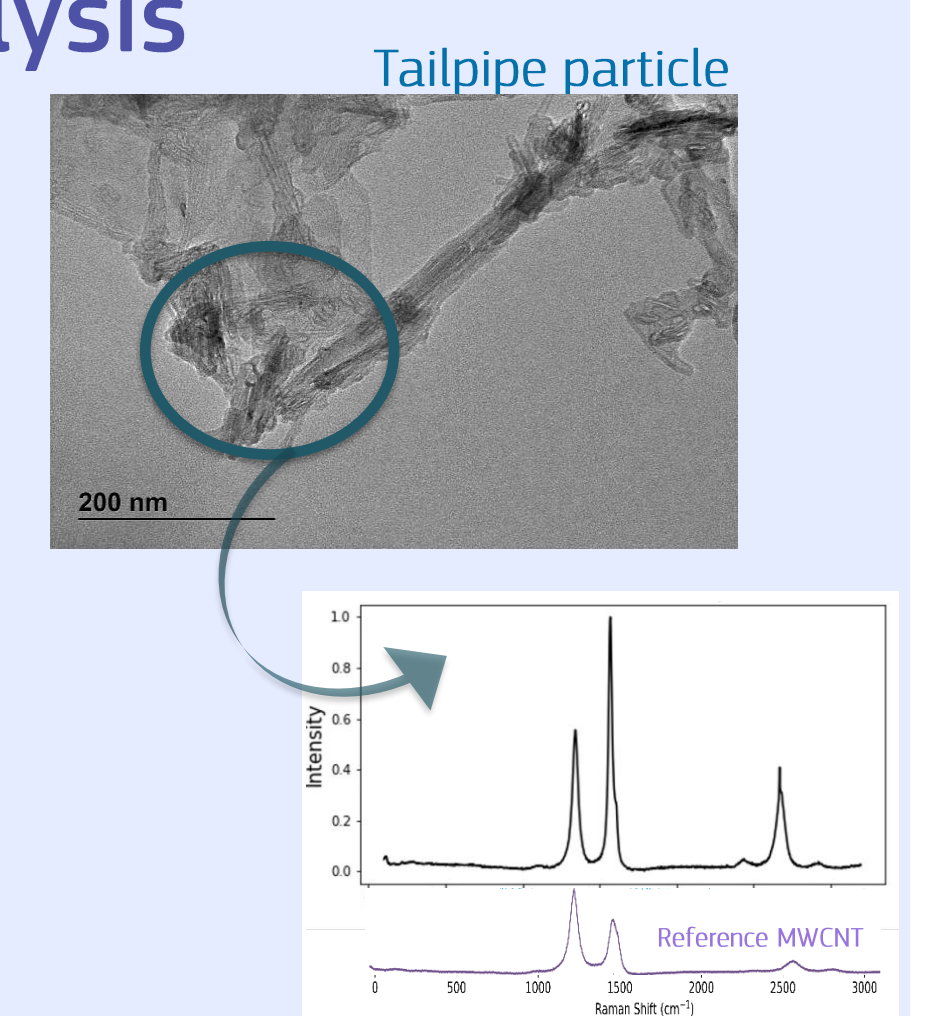 lysis
Tailpipe particle
200 nm
1.0
0.8
0.6
0.4
0.2
0.0
Intensity
Reference MWCNT
0 500 1000 1500 2000 2500 3000
Raman Shift (cm⁻¹)